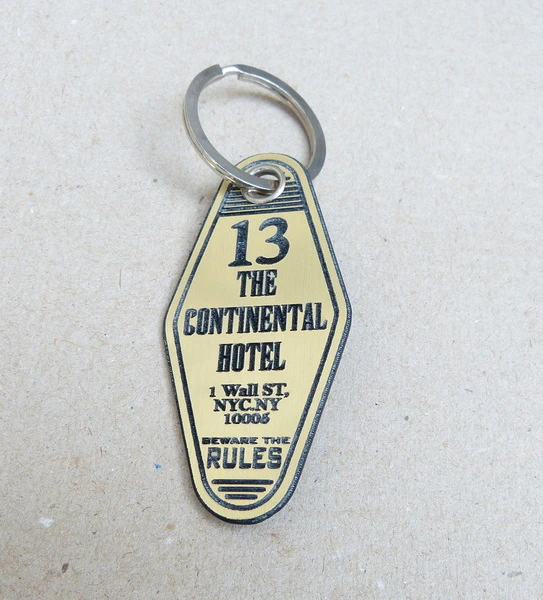 13
THE
CONTINENTAL
HOTEL
1 Wall ST,
NYC.NY
10005
BEWARE THE
RULES